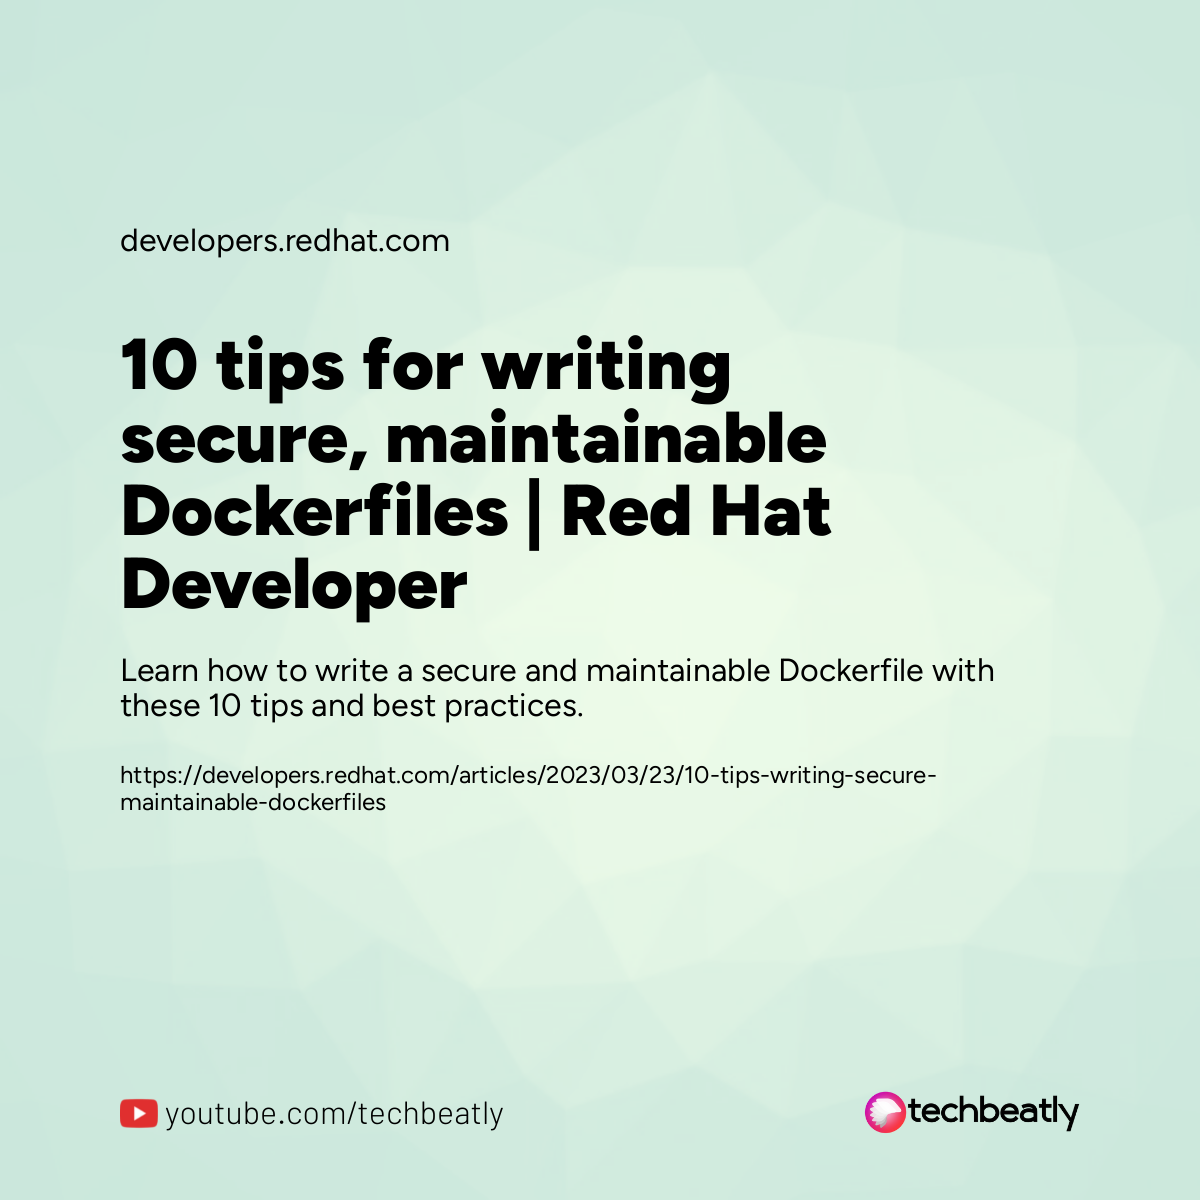 developers.redhat.com
10 tips for writing
secure, maintainable
Dockerfiles | Red Hat
Developer
Learn how to write a secure and maintainable Dockerfile with
these 10 tips and best practices.
https://developers.redhat.com/articles/2023/03/23/10-tips-writing-secure-
maintainable-dockerfiles
youtube.com/techbeatly
techbeatly